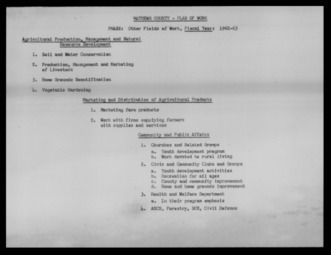 MATHEWS COUNTY - PLAN OF WORK
PHASE: Other Fields of Work, Fiscal Year: 1962-63
Agricultural Production, Management and Natural
Resource Development
1. Soil and Water Conservation
2. Production, Management and Marketing
of Livestock
3. Home Grounds Beautification
4. Vegetable Gardening
Marketing and Distribution of Agricultural Products
1. Marketing farm products
2. Work with firms supplying farmers
with supplies and services
Community and Public Affairs
1. Churches and Related Groups
a. Youth development program
b. Work devoted to rural living
2. Civic and Community Clubs and Groups
a. Youth development activities
b. Recreation for all ages
c. County and community improvement
d. Home and home grounds improvement
3. Health and Welfare Department
a. In their program emphasis
4. ASCS, Forestry, SCS, Civil Defense